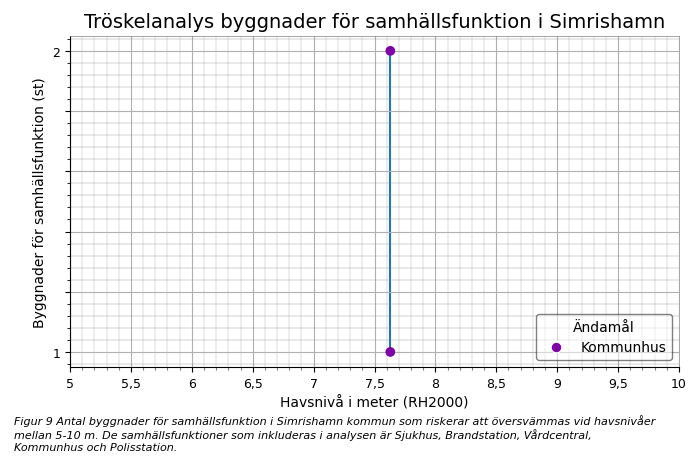 Tröskelanalys byggnader för samhällsfunktion i Simrishamn
Byggnader för samhällsfunktion (st)
2
1
5 5,5 6 6,5 7 7,5 8 8,5 9 9,5 10
Havsnivå i meter (RH2000)
Ändamål
Kommunhus
Figur 9 Antal byggnader för samhällsfunktion i Simrishamn kommun som riskerar att översvämmas vid havsnivåer
mellan 5-10 m. De samhällsfunktioner som inkluderas i analysen är Sjukhus, Brandstation, Vårdcentral,
Kommunhus och Polisstation.